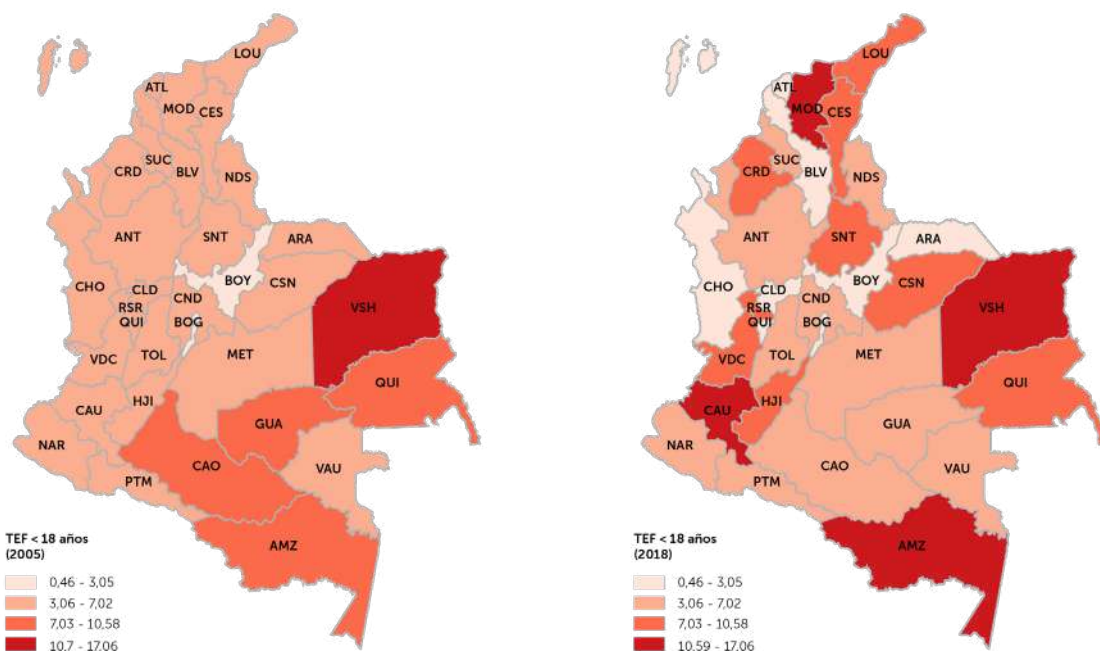 LOU
ATL
MOD
CES
SUC
CRD
BLV
NDS
ANT
SNT
ARA
BOY
CHO
CLD
CND
CSN
VSH
RSR
QUI
BOG
VDC
TOL
MET
QUI
CAU
HJI
GUA
NAR
CAO
VAU
PTM
AMZ
TEF < 18 años
(2005)
0,46 - 3,05
3,06 - 7,02
7,03 - 10,58
10.7 - 17.06
LOU
ATL
MOD
CES
SUC
CRD
BLV
NDS
ANT
SNT
ARA
BOY
CHO
CLD
CND
CSN
VSH
RSR
QUI
BOG
VDC
TOL
MET
QUI
CAU
HJI
GUA
NAR
CAO
VAU
PTM
AMZ
TEF < 18 años
(2018)
0,46 - 3,05
3,06 - 7,02
7,03 - 10,58
10.59 - 17.06